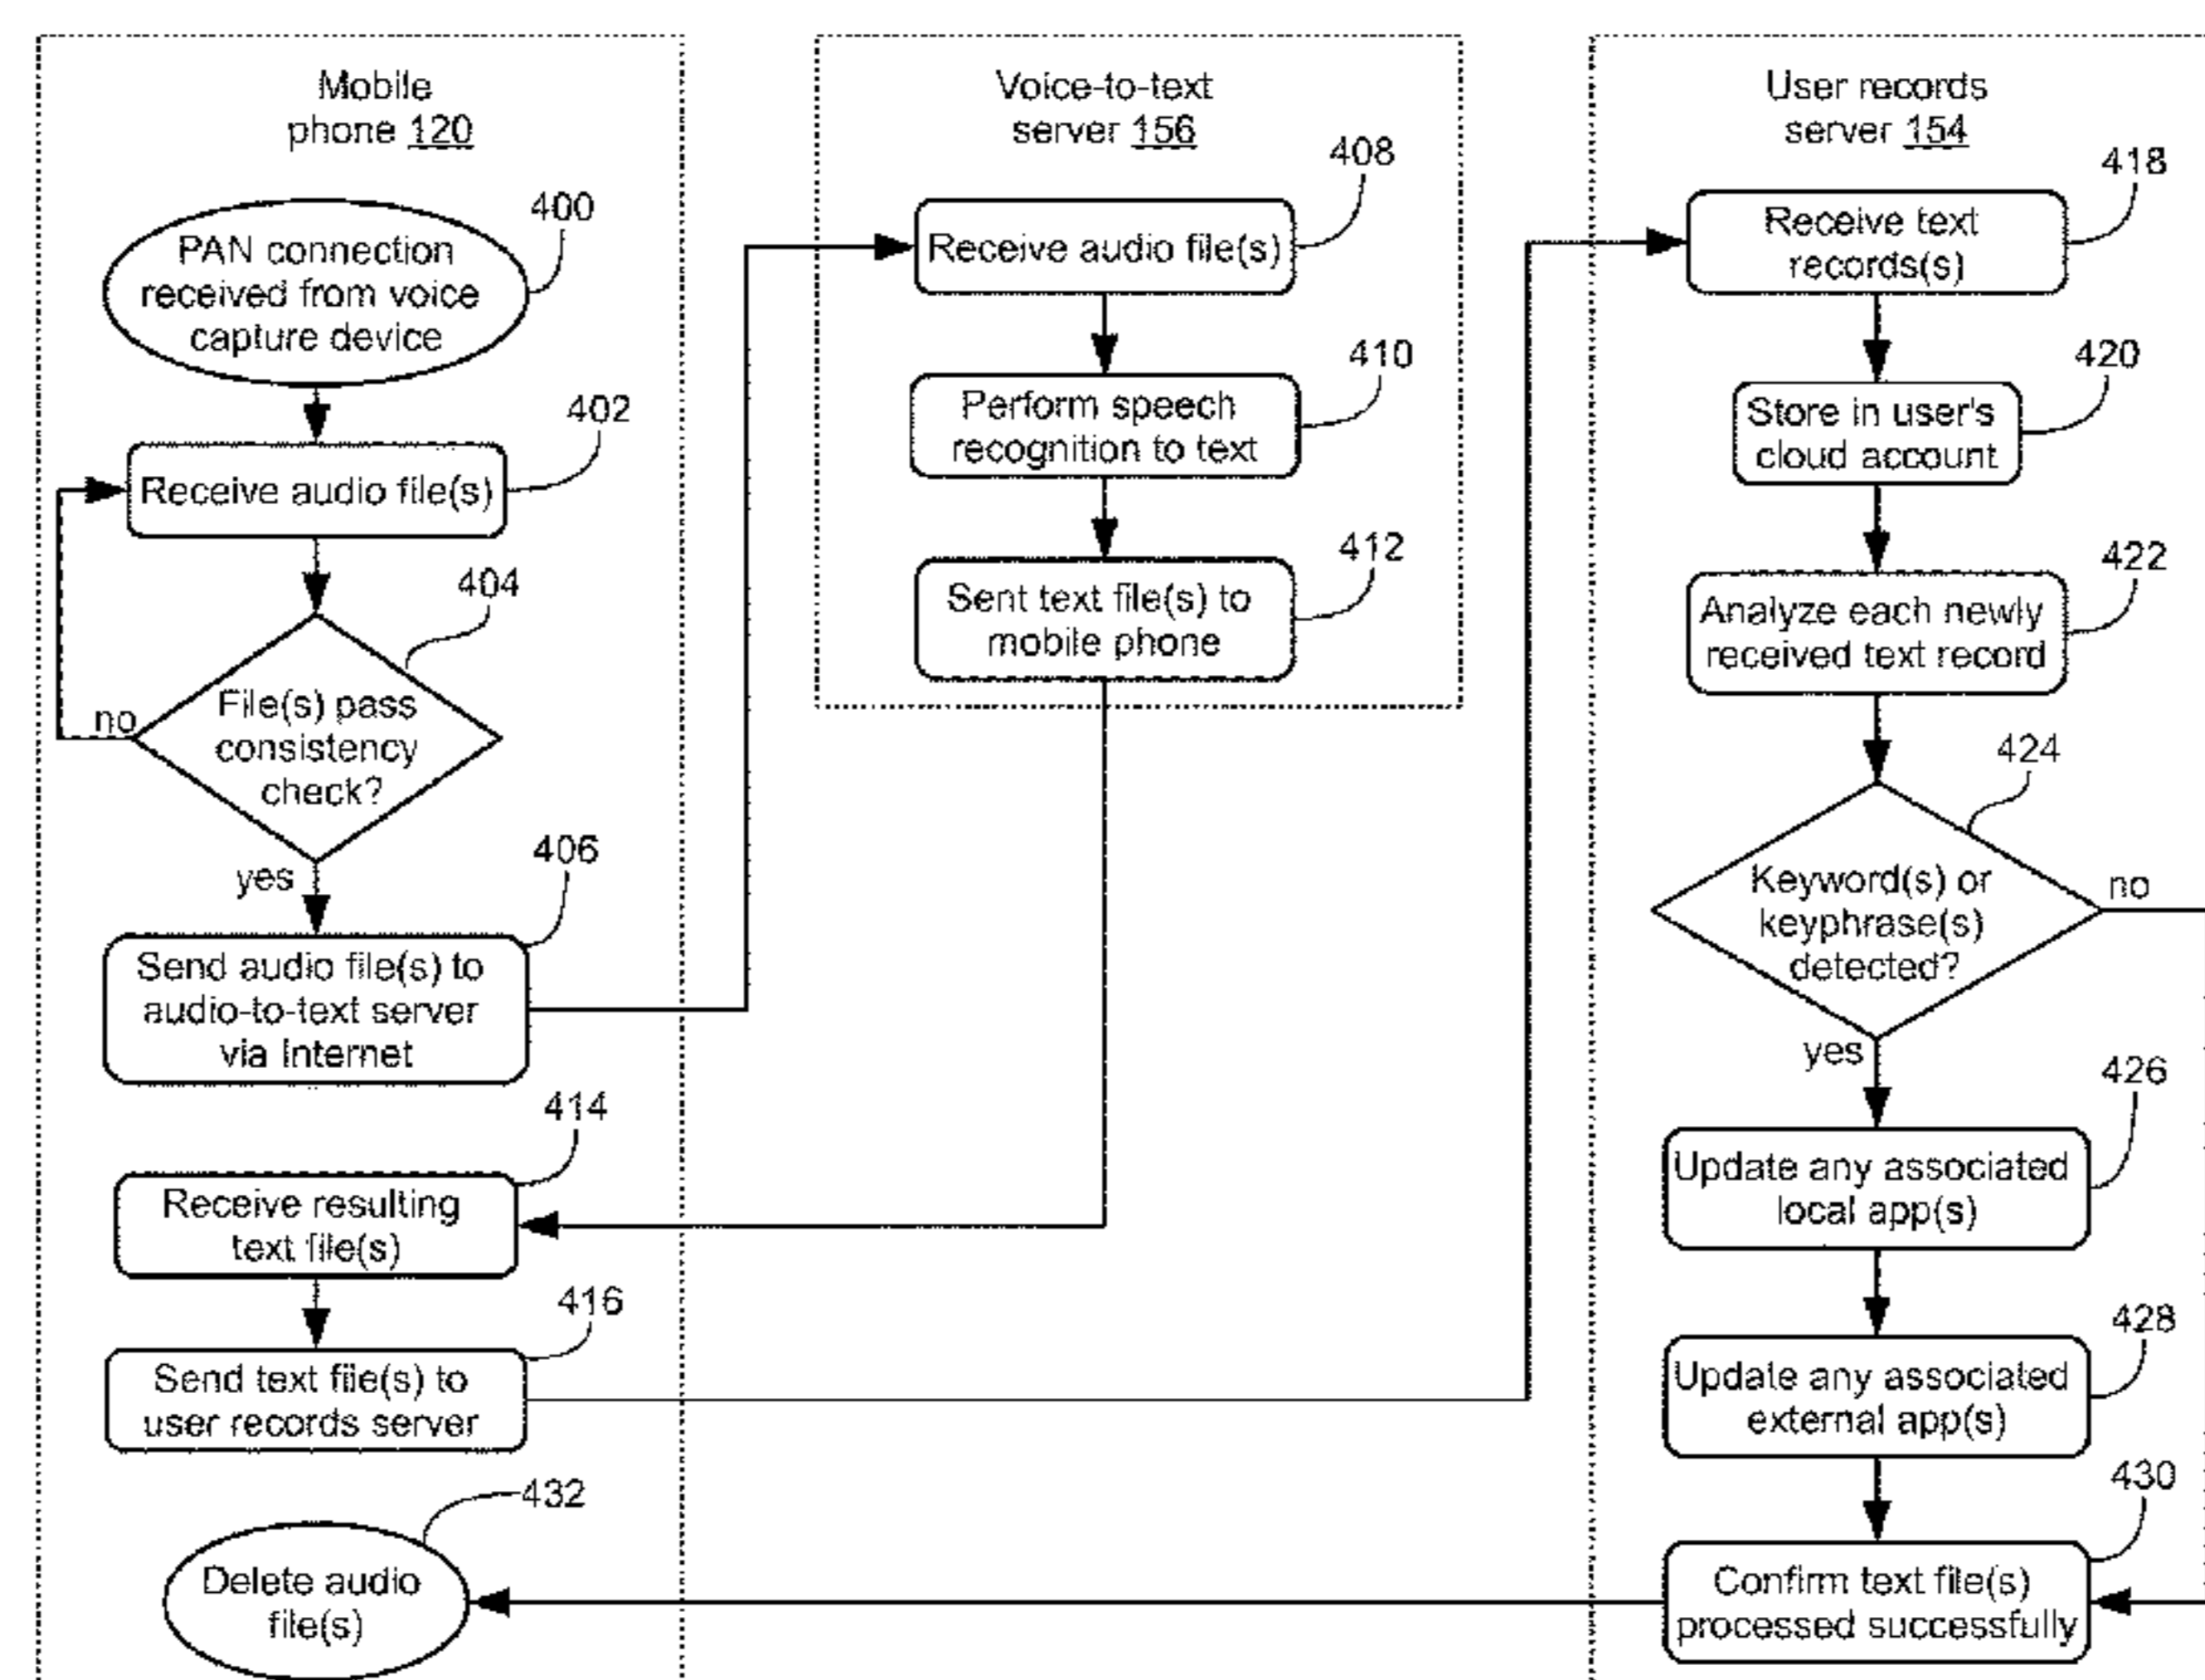 Mobile
phone 120
400
PAN connection
received from voice
capture device
402
Receive audio file(s)
404
File(s) pass
consistency
check?
no
yes
406
Send audio file(s) to
audio-to-text server
via Internet
414
Receive resulting
text file(s)
416
Send text file(s) to
user records server
432
Delete audio
file(s)
Voice-to-text
server 156
408
Receive audio file(s)
410
Perform speech
recognition to text
412
Sent text file(s) to
mobile phone
User records
server 154
418
Receive text
records(s)
420
Store in user's
cloud account
422
Analyze each newly
received text record
424
Keyword(s) or
keyphrase(s)
detected?
no
yes
426
Update any associated
local app(s)
428
Update any associated
external app(s)
430
Confirm text file(s)
processed successfully